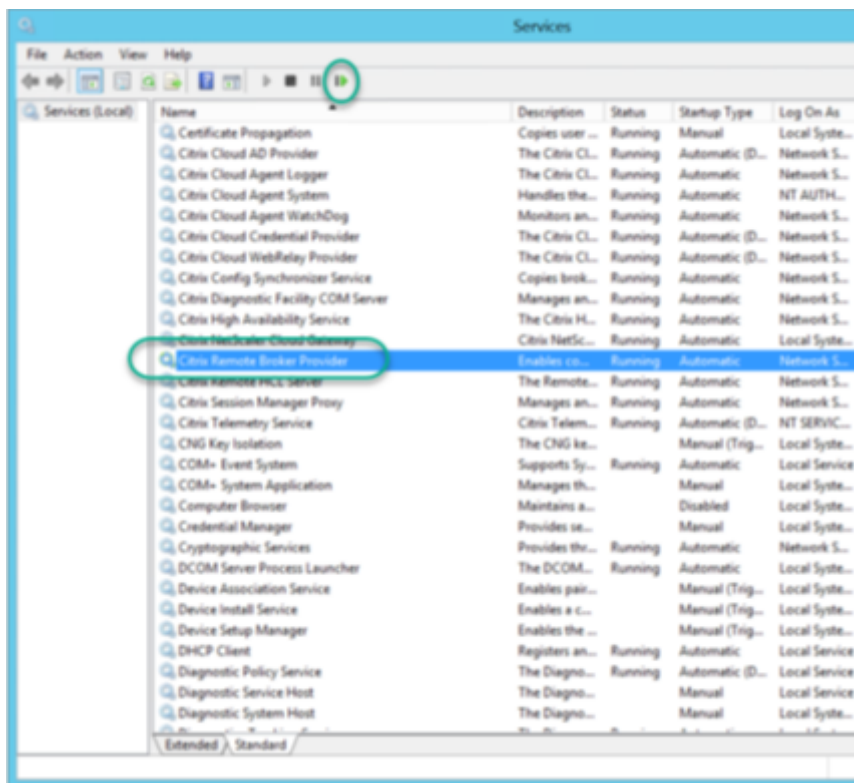 Services
File Action View Help
Services (Local)
Name Description Status Startup Type Log On As
Certificate Propagation Copies user ... Running Manual Local Syste...
Citrix Cloud AD Provider The Citrix Cl... Running Automatic (D... Network S...
Citrix Cloud Agent Logger The Citrix Cl... Running Automatic Network S...
Citrix Cloud Agent System Handles the... Running Automatic NT AUTH...
Citrix Cloud Agent WatchDog Monitors an... Running Automatic Network S...
Citrix Cloud Credential Provider The Citrix Cl... Running Automatic (D... Network S...
Citrix Cloud WebRelay Provider The Citrix Cl... Running Automatic (D... Network S...
Citrix Config Synchronizer Service Copies brok... Running Automatic Network S...
Citrix Diagnostic Facility COM Server Manages an... Running Automatic Network S...
Citrix High Availability Service The Citrix H... Running Automatic Network S...
Citrix NetScaler Cloud Gateway Citrix NetSc... Running Automatic Local Syste...
Citrix Remote Broker Provider Enables co... Running Automatic Network S...
Citrix Remote HCL Server The Remote... Running Automatic Network S...
Citrix Session Manager Proxy Manages an... Running Automatic Network S...
Citrix Telemetry Service Citrix Telem... Running Automatic (D... NT SERVIC...
CNG Key Isolation The CNG ke... Manual (Trig... Local Syste...
COM+ Event System Supports Sy... Running Automatic Local Service
COM+ System Application Manages th... Manual Local Syste...
Computer Browser Maintains a... Disabled Local Syste...
Credential Manager Provides se... Manual Local Syste...
Cryptographic Services Provides thr... Running Automatic Network S...
DCOM Server Process Launcher The DCOM... Running Automatic Local Syste...
Device Association Service Enables pair... Manual (Trig... Local Syste...
Device Install Service Enables a c... Manual (Trig... Local Syste...
Device Setup Manager Enables the ... Manual (Trig... Local Syste...
DHCP Client Registers an... Running Automatic Local Service
Diagnostic Policy Service The Diagno... Running Automatic (D... Local Service
Diagnostic Service Host The Diagno... Manual Local Service
Diagnostic System Host The Diagno... Manual Local Syste...
Extended Standard